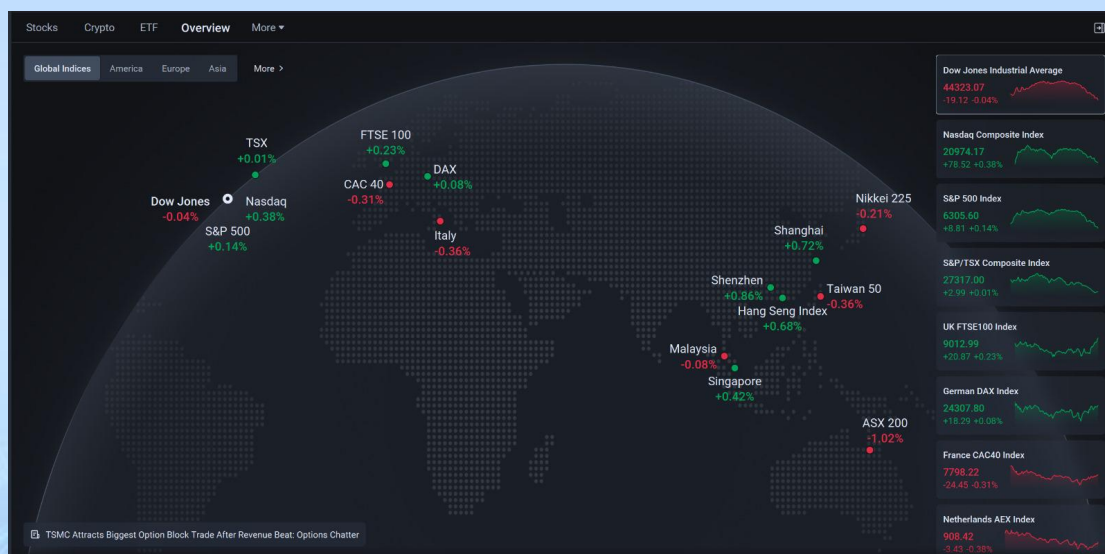 Stocks Crypto ETF Overview More ▾
Global Indices America Europe Asia More >
TSX
+0.01%
Dow Jones
-0.04%
Nasdaq
+0.38%
S&P 500
+0.14%
FTSE 100
+0.23%
CAC 40
-0.31%
DAX
+0.08%
Italy
-0.36%
Nikkei 225
-0.21%
Shanghai
+0.72%
Shenzhen
+0.86%
Taiwan 50
-0.36%
Hang Seng Index
+0.68%
Malaysia
-0.08%
Singapore
+0.42%
ASX 200
-1.02%
TSMC Attracts Biggest Option Block Trade After Revenue Beat: Options Chatter
Dow Jones Industrial Average
44323.07
-19.12 -0.04%
Nasdaq Composite Index
20974.17
+78.52 +0.38%
S&P 500 Index
6305.60
+8.81 +0.14%
S&P/TSX Composite Index
27317.00
+2.99 +0.01%
UK FTSE100 Index
9012.99
+20.87 +0.23%
German DAX Index
24307.80
+18.29 +0.08%
France CAC40 Index
7798.22
-24.45 -0.31%
Netherlands AEX Index
908.42
-3.43 -0.38%